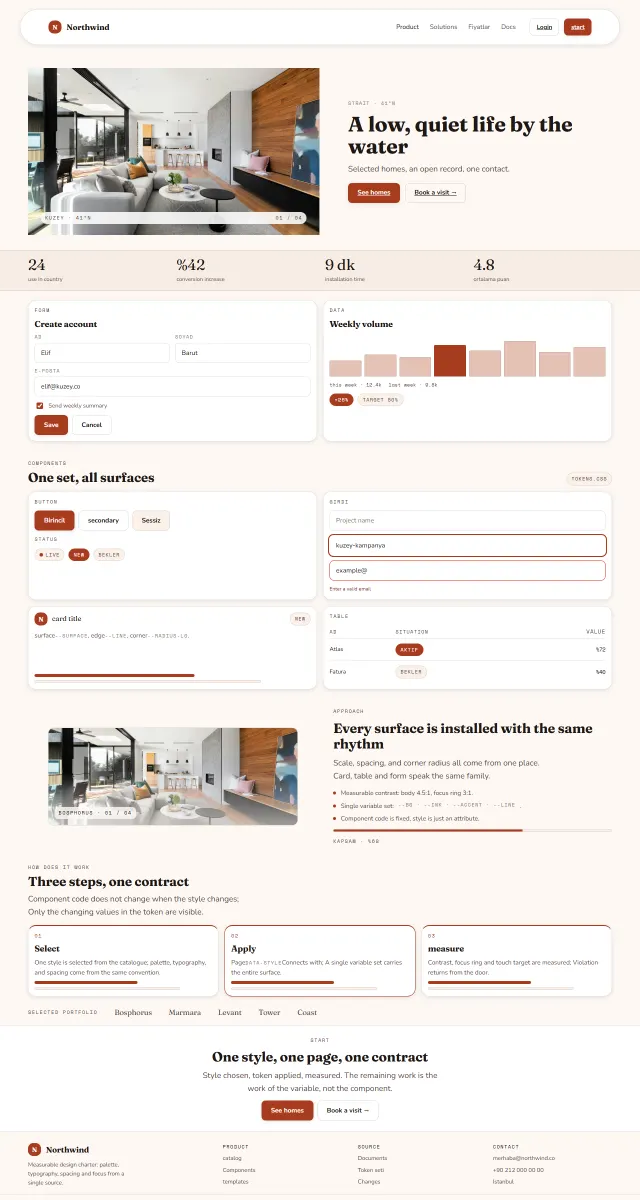 N Northwind
Product Solutions Fiyatlar Docs Login start
STRAIT · 41°N
A low, quiet life by the
water
Selected homes, an open record, one contact.
See homes Book a visit →
KUZEY · 41°N 01 / 04
24 %42 9 dk 4.8
use in country conversion increase installation time ortalama puan
FORM
Create account
AD SOYAD
Elif Barut
E-POSTA
elif@kuzey.co
Send weekly summary
Save Cancel
DATA
Weekly volume
this week · 12.4k last week · 9.8k
+28% TARGET 80%
COMPONENTS
One set, all surfaces
TOKENS.CSS
BUTTON
Birincil secondary Sessiz
STATUS
LIVE NEW BEKLER
GIRDI
Project name
kuzey-kampanya
example@
Enter a valid email
N card title NEW
surface--SURFACE, edge--LINE, corner--RADIUS-LG.
TABLE
AD SITUATION VALUE
Atlas AKTIF %72
Fatura BEKLER %40
BOSPHORUS · 01 / 04
APPROACH
Every surface is installed with the same
rhythm
Scale, spacing, and corner radius all come from one place.
Card, table and form speak the same family.
Measurable contrast: body 4.5:1, focus ring 3:1.
Single variable set: --BG · --INK · --ACCENT · --LINE .
Component code is fixed, style is just an attribute.
KAPSAM · %68
HOW DOES IT WORK
Three steps, one contract
Component code does not change when the style changes;
Only the changing values in the token are visible.
01
Select
One style is selected from the catalogue; palette, typography,
and spacing come from the same convention.
02
Apply
PagesDATA-STYLEConnects with; A single variable set carries
the entire surface.
03
measure
Contrast, focus ring and touch target are measured; Violation
returns from the door.
SELECTED PORTFOLIO Bosphorus Marmara Levant Tower Coast
START
One style, one page, one contract
Style chosen, token applied, measured. The remaining work is the
work of the variable, not the component.
See homes Book a visit →
N Northwind
Measurable design charter: palette,
typography, spacing and focus from a
single source.
PRODUCT
catalog
Components
templates
SOURCE
Documents
Token seti
Changes
CONTACT
merhaba@northwind.co
+90 212 000 00 00
Istanbul